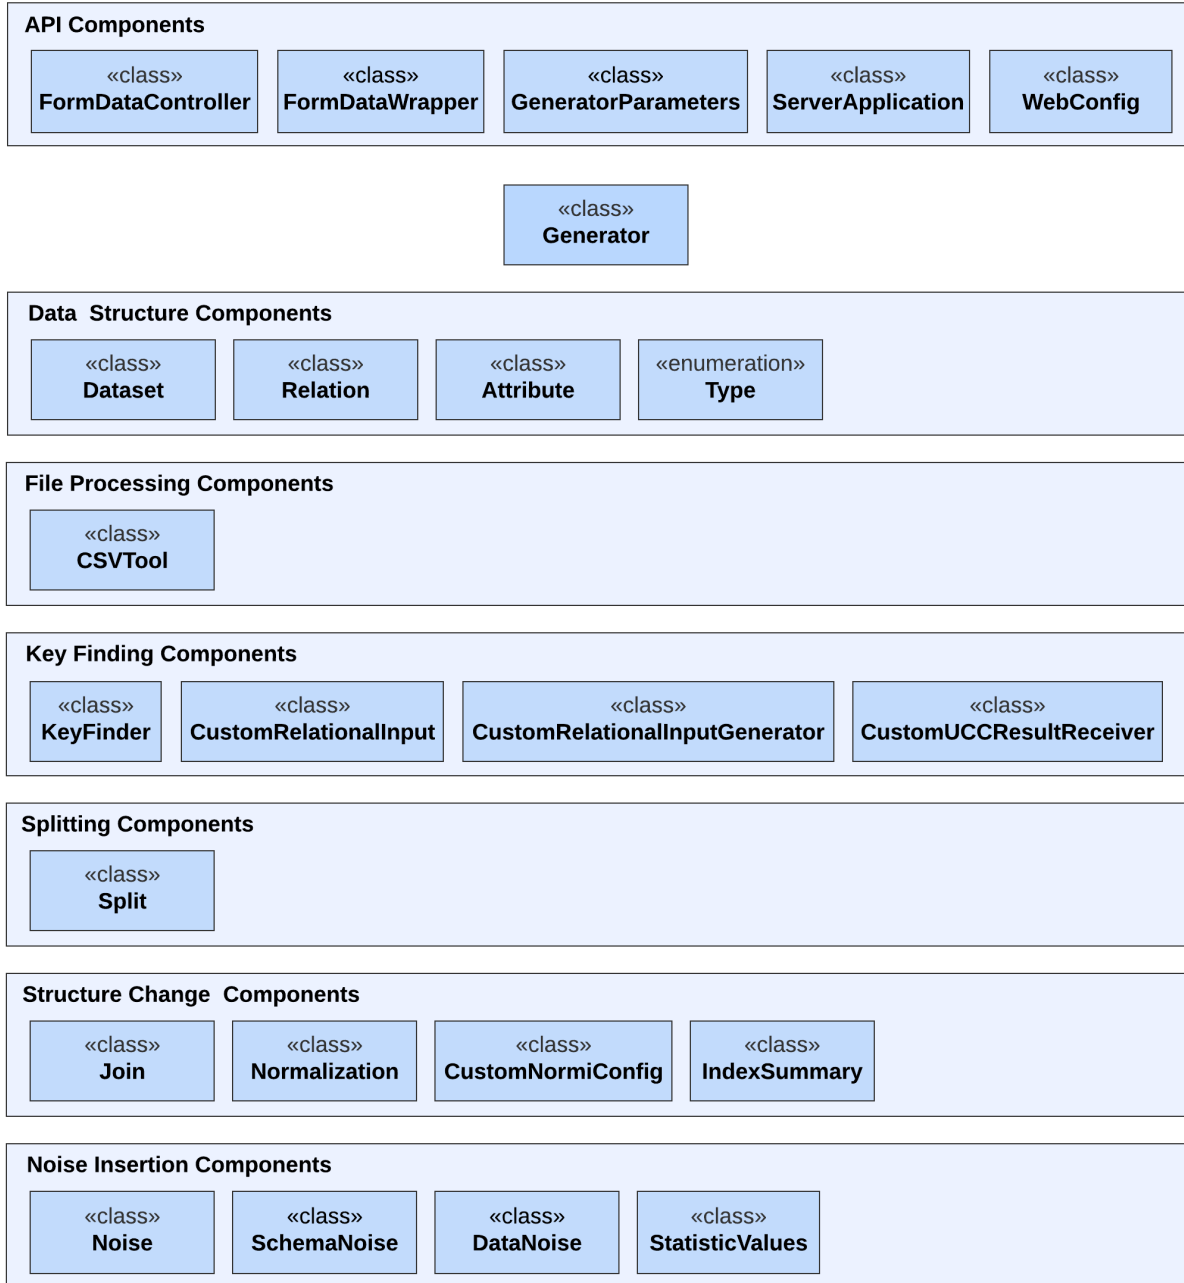 API Components
«class» «class» «class» «class» «class»
FormDataController FormDataWrapper GeneratorParameters ServerApplication WebConfig
«class»
Generator
Data  Structure Components
«class» «class» «class» «enumeration»
Dataset Relation Attribute Type
File Processing Components
«class»
CSVTool
Key Finding Components
«class» «class» «class» «class»
KeyFinder CustomRelationalInput CustomRelationalInputGenerator CustomUCCResultReceiver
Splitting Components
«class»
Split
Structure Change  Components
«class» «class» «class» «class»
Join Normalization CustomNormiConfig IndexSummary
Noise Insertion Components
«class» «class» «class» «class»
Noise SchemaNoise DataNoise StatisticValues